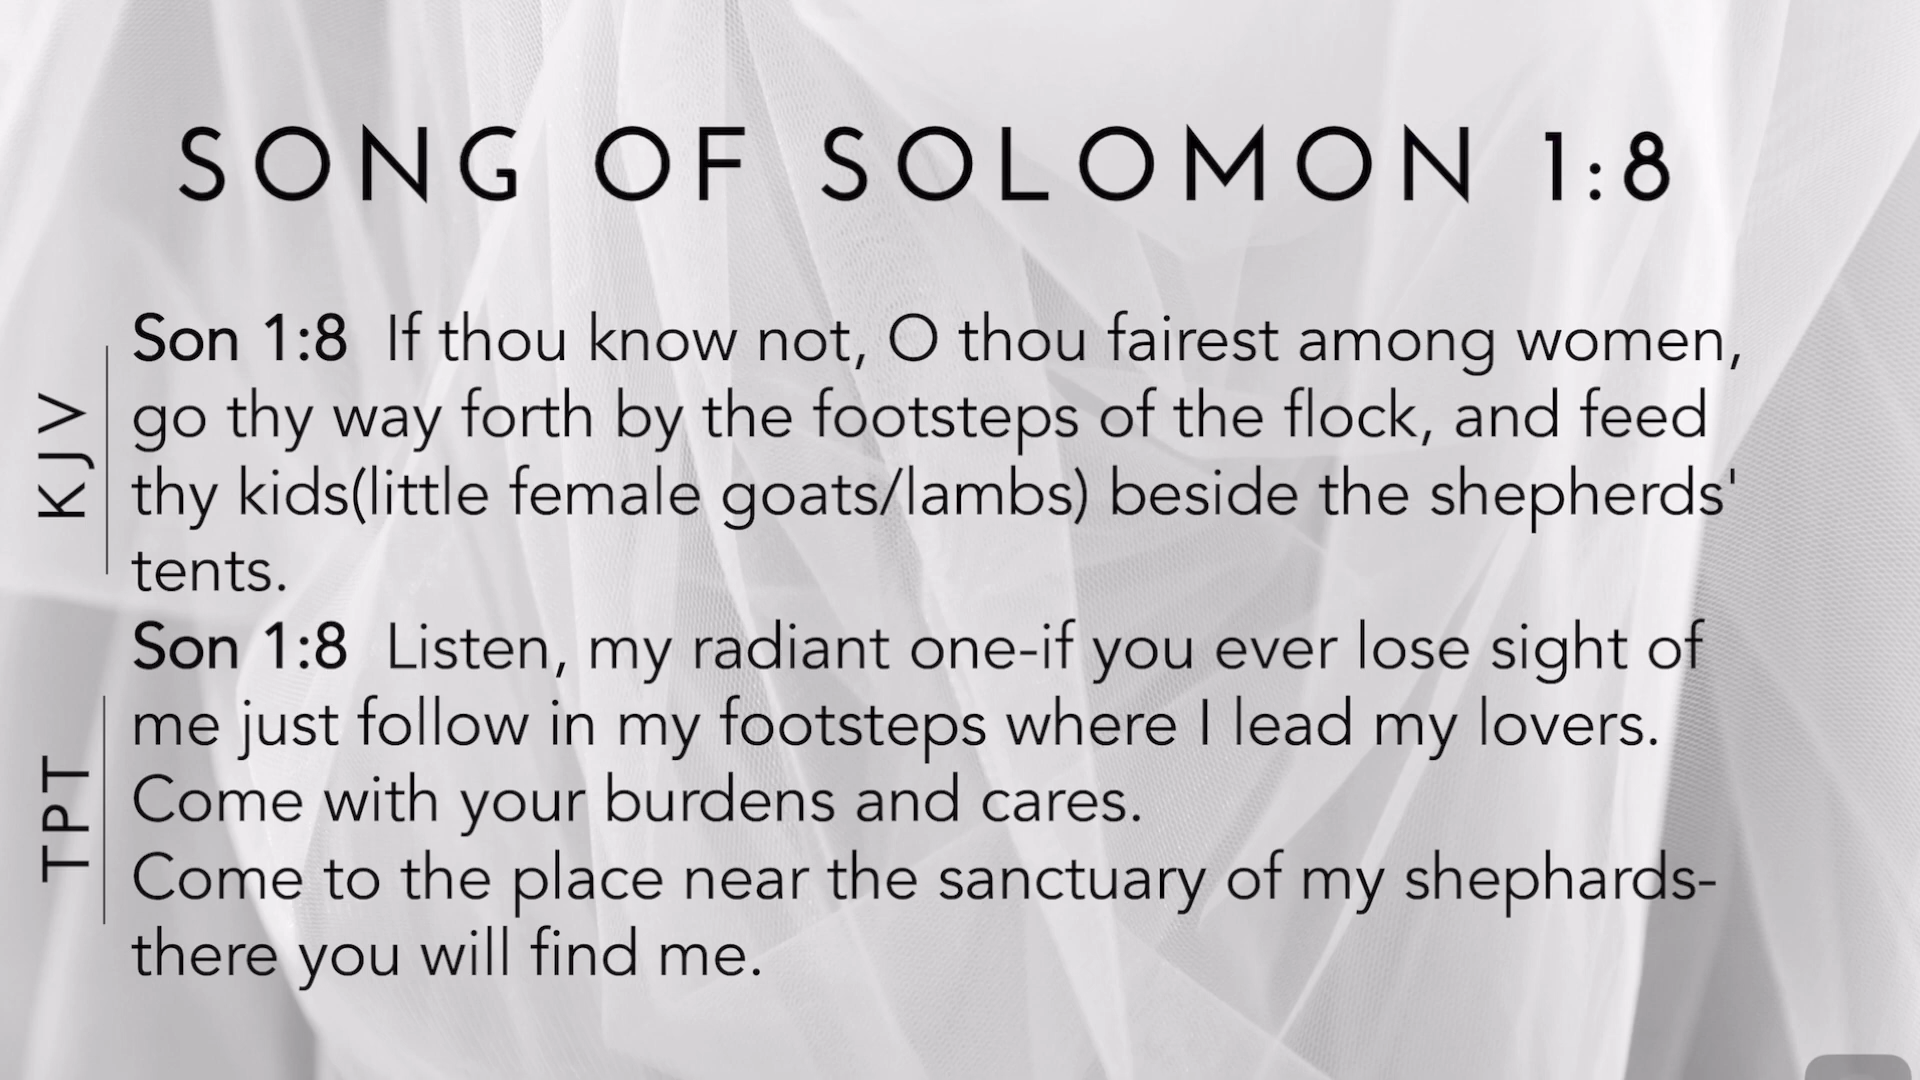 SONG OF SOLOMON 1:8
KJV
Son 1:8 If thou know not, O thou fairest among women,
go thy way forth by the footsteps of the flock, and feed
thy kids(little female goats/lambs) beside the shepherds'
tents.
TPT
Son 1:8 Listen, my radiant one-if you ever lose sight of
me just follow in my footsteps where I lead my lovers.
Come with your burdens and cares.
Come to the place near the sanctuary of my shephards-
there you will find me.